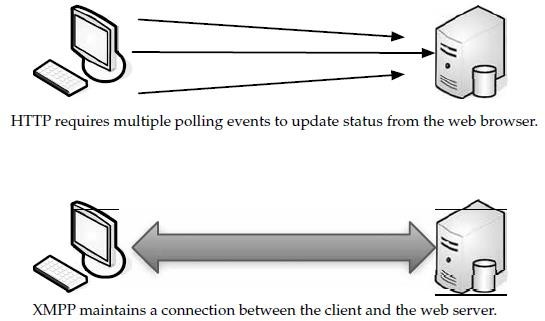 HTTP requires multiple polling events to update status from the web browser.
XMPP maintains a connection between the client and the web server.